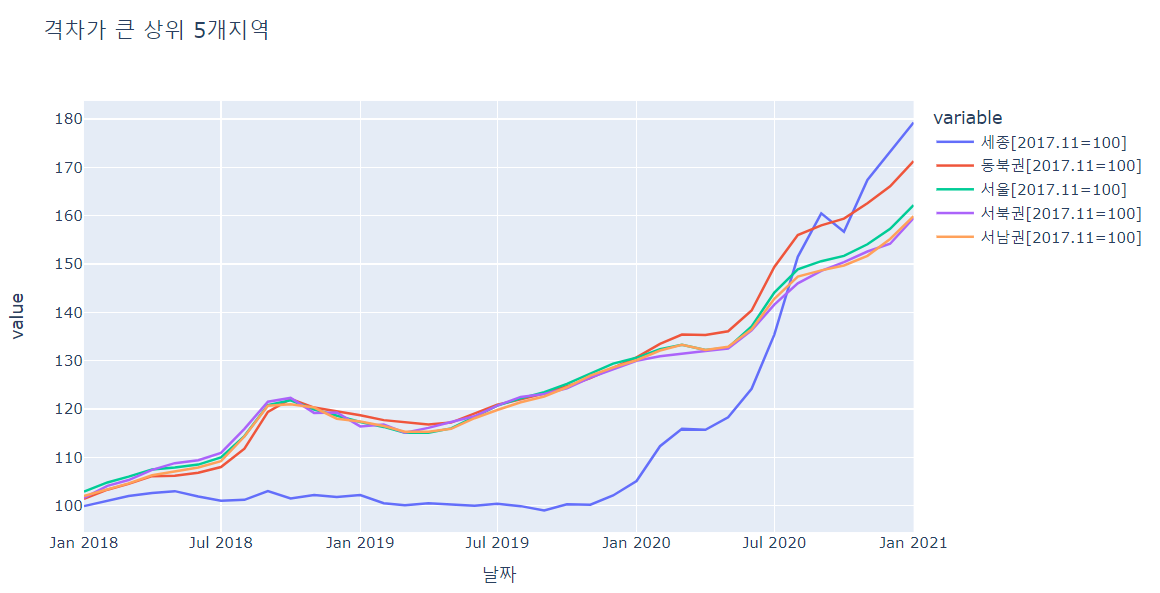 격차가 큰 상위 5개지역
value
180
170
160
150
140
130
120
110
100
Jan 2018
Jul 2018
Jan 2019
Jul 2019
Jan 2020
Jul 2020
Jan 2021
날짜
variable
세종[2017.11=100]
동북권[2017.11=100]
서울[2017.11=100]
서북권[2017.11=100]
서남권[2017.11=100]